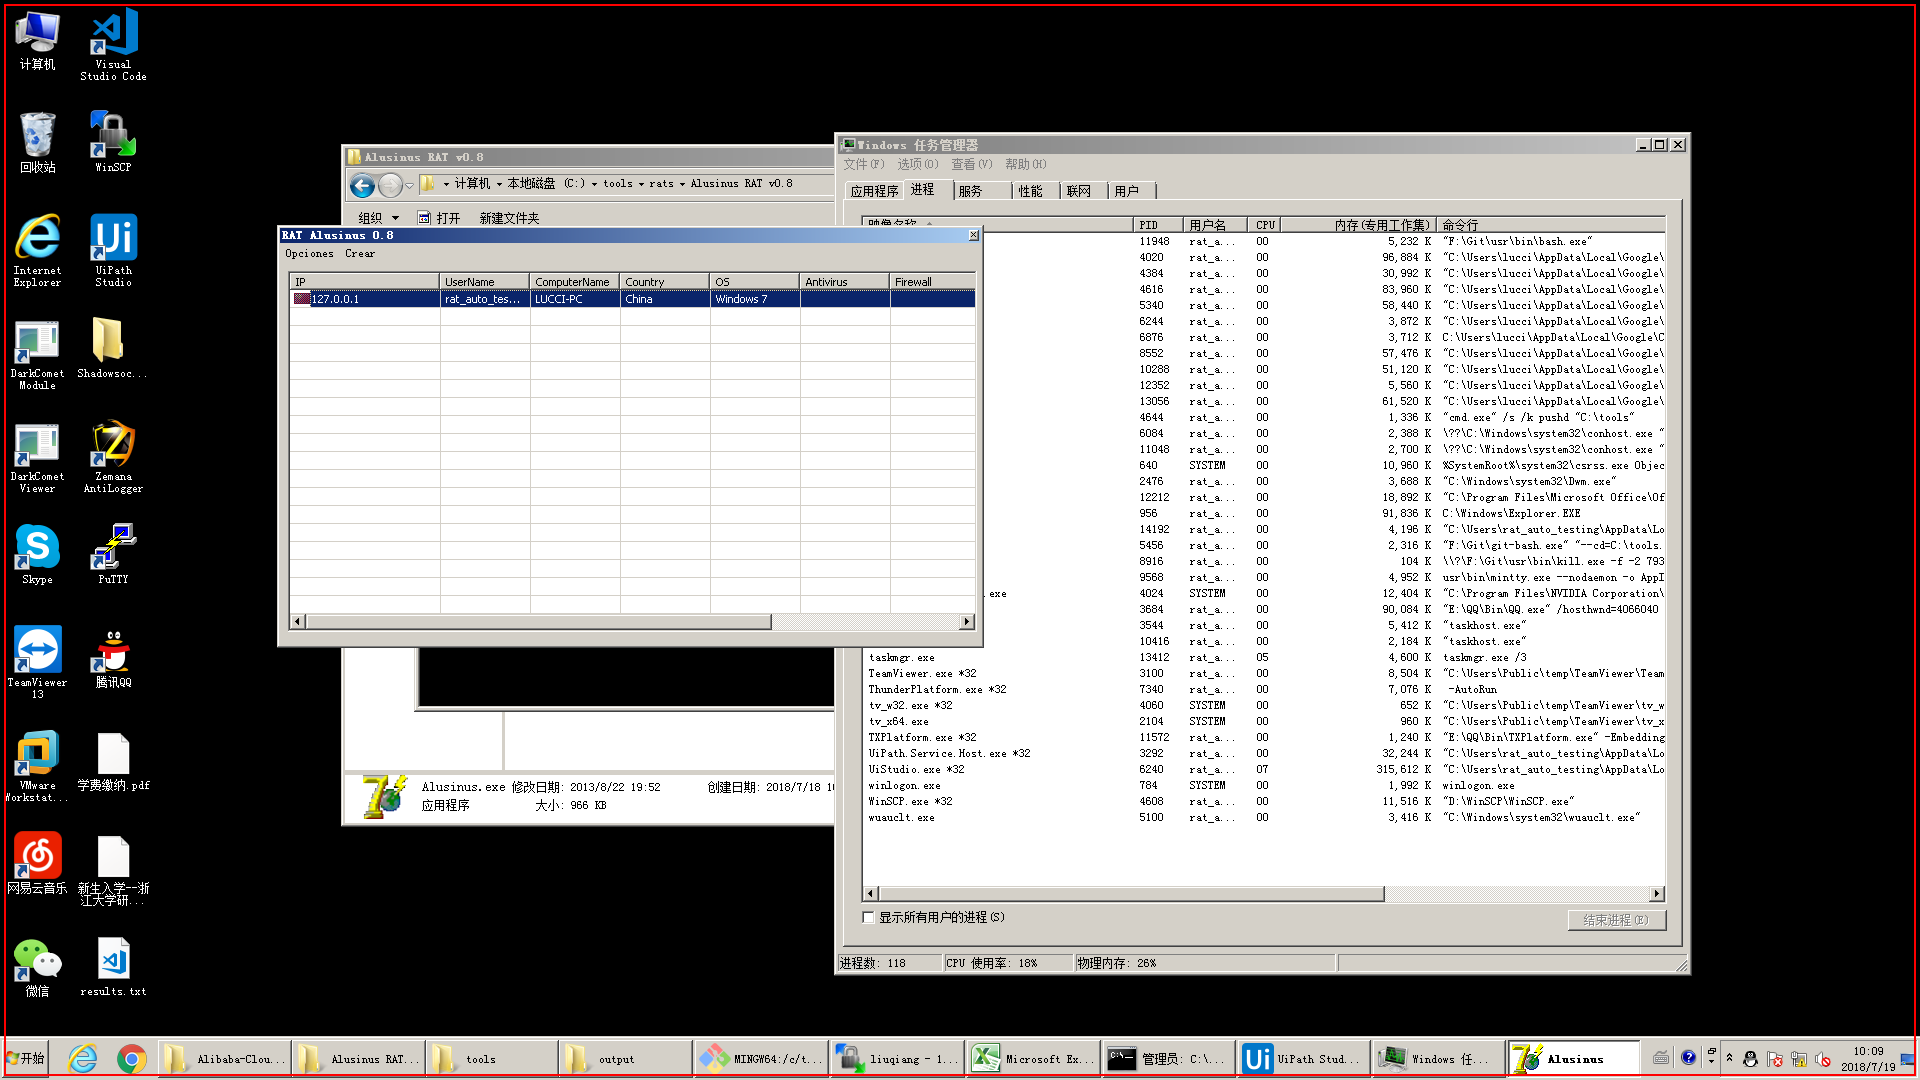 计算机
Visual
Studio Code
回收站
WinSCP
Internet
Explorer
UiPath
Studio
DarkComet
Module
Shadowsoc...
DarkComet
Viewer
Zemana
AntiLogger
Skype
PuTTY
TeamViewer
13
腾讯QQ
VMware
Workstat...
学费缴纳.pdf
网易云音乐
新生入学--浙
江大学研...
微信
results.txt
Alusinus RAT v0.8
计算机
本地磁盘 (C:)
tools
rats
Alusinus RAT v0.8
组织
打开
新建文件夹
RAT Alusinus 0.8
Opciones Crear
IP UserName ComputerName Country OS Antivirus Firewall
127.0.0.1 rat_auto_tes... LUCCI-PC China Windows 7
Alusinus.exe 修改日期: 2013/8/22 19:52
创建日期: 2018/7/18
应用程序
大小: 966 KB
Windows 任务管理器
文件(F) 选项(O) 查看(V) 帮助(H)
应用程序 进程 服务 性能 联网 用户
映像名称 PID 用户名 CPU 内存(专用工作集) 命令行
11948 rat_a... 00 5,232 K "F:\Git\usr\bin\bash.exe"
4020 rat_a... 00 96,884 K "C:\Users\lucci\AppData\Local\Google\
4384 rat_a... 00 30,992 K "C:\Users\lucci\AppData\Local\Google\
4616 rat_a... 00 83,960 K "C:\Users\lucci\AppData\Local\Google\
5340 rat_a... 00 58,440 K "C:\Users\lucci\AppData\Local\Google\
6244 rat_a... 00 3,872 K "C:\Users\lucci\AppData\Local\Google\
6876 rat_a... 00 3,712 K C:\Users\lucci\AppData\Local\Google\C
8552 rat_a... 00 57,476 K "C:\Users\lucci\AppData\Local\Google\
10288 rat_a... 00 51,120 K "C:\Users\lucci\AppData\Local\Google\
12352 rat_a... 00 5,560 K "C:\Users\lucci\AppData\Local\Google\
13056 rat_a... 00 61,520 K "C:\Users\lucci\AppData\Local\Google\
4644 rat_a... 00 1,336 K "cmd.exe" /s /k pushd "C:\tools"
6084 rat_a... 00 2,388 K \??\C:\Windows\system32\conhost.exe "
11048 rat_a... 00 2,700 K \??\C:\Windows\system32\conhost.exe "
640 SYSTEM 00 10,960 K %SystemRoot%\system32\csrss.exe Objec
2476 rat_a... 00 3,688 K "C:\Windows\system32\Dwm.exe"
12212 rat_a... 00 18,892 K "C:\Program Files\Microsoft Office\Of
956 rat_a... 00 91,836 K C:\Windows\Explorer.EXE
14192 rat_a... 00 4,196 K "C:\Users\rat_auto_testing\AppData\Lo
5456 rat_a... 00 2,316 K "F:\Git\git-bash.exe" "--cd=C:\tools.
8916 rat_a... 00 104 K \\?\F:\Git\usr\bin\kill.exe -f -2 793
9568 rat_a... 00 4,952 K usr\bin\mintty.exe --nodaemon -o AppI
.exe 4024 SYSTEM 00 12,404 K "C:\Program Files\NVIDIA Corporation\
3684 rat_a... 00 90,084 K "E:\QQ\Bin\QQ.exe" /hosthwnd=4066040
3544 rat_a... 00 5,412 K "taskhost.exe"
10416 rat_a... 00 2,184 K "taskhost.exe"
taskmgr.exe 13412 rat_a... 05 4,600 K taskmgr.exe /3
TeamViewer.exe *32 3100 rat_a... 00 8,504 K "C:\Users\Public\temp\TeamViewer\Team
ThunderPlatform.exe *32 7340 rat_a... 00 7,076 K -AutoRun
tv_w32.exe *32 4060 SYSTEM 00 652 K "C:\Users\Public\temp\TeamViewer\tv_w
tv_x64.exe 2104 SYSTEM 00 960 K "C:\Users\Public\temp\TeamViewer\tv_x
TXPlatform.exe *32 11572 rat_a... 00 1,240 K "E:\QQ\Bin\TXPlatform.exe" -Embedding
UiPath.Service.Host.exe *32 3292 rat_a... 00 32,244 K "C:\Users\rat_auto_testing\AppData\Lo
UiStudio.exe *32 6240 rat_a... 07 315,612 K "C:\Users\rat_auto_testing\AppData\Lo
winlogon.exe 784 SYSTEM 00 1,992 K winlogon.exe
WinSCP.exe *32 4608 rat_a... 00 11,516 K "D:\WinSCP\WinSCP.exe"
wuauclt.exe 5100 rat_a... 00 3,416 K "C:\Windows\system32\wuauclt.exe"
显示所有用户的进程(S)
结束进程(E)
进程数: 118 CPU 使用率: 18% 物理内存: 26%
开始
Alibaba-Clou...
Alusinus RAT...
tools
output
MINGW64:/c/t...
liuqiang - 1...
Microsoft Ex...
管理员: C:\...
UiPath Stud...
Windows 任...
Alusinus
10:09
2018/7/19